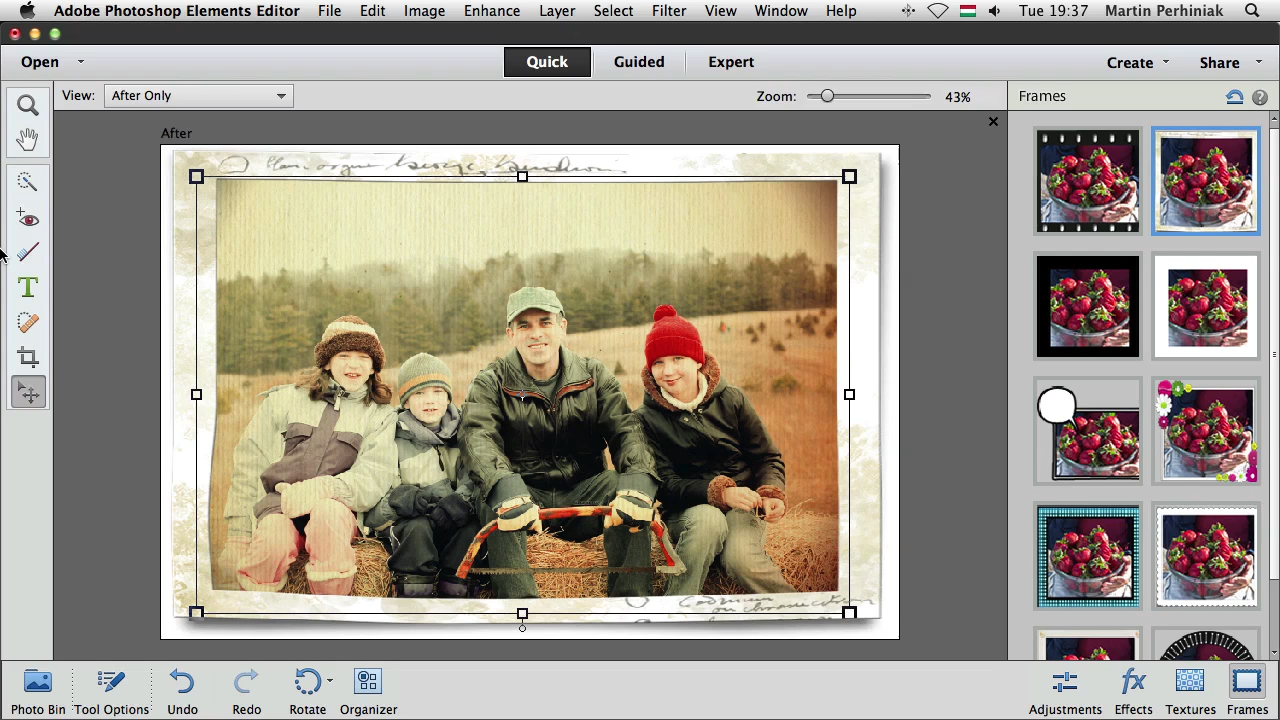 Adobe Photoshop Elements Editor File Edit Image Enhance Layer Select Filter View Window Help Tue 19:37 Martin Perhiniak
Open Quick Guided Expert Create Share
View: After Only Zoom: 43% Frames
After
Photo Bin Tool Options Undo Redo Rotate Organizer Adjustments Effects Textures Frames